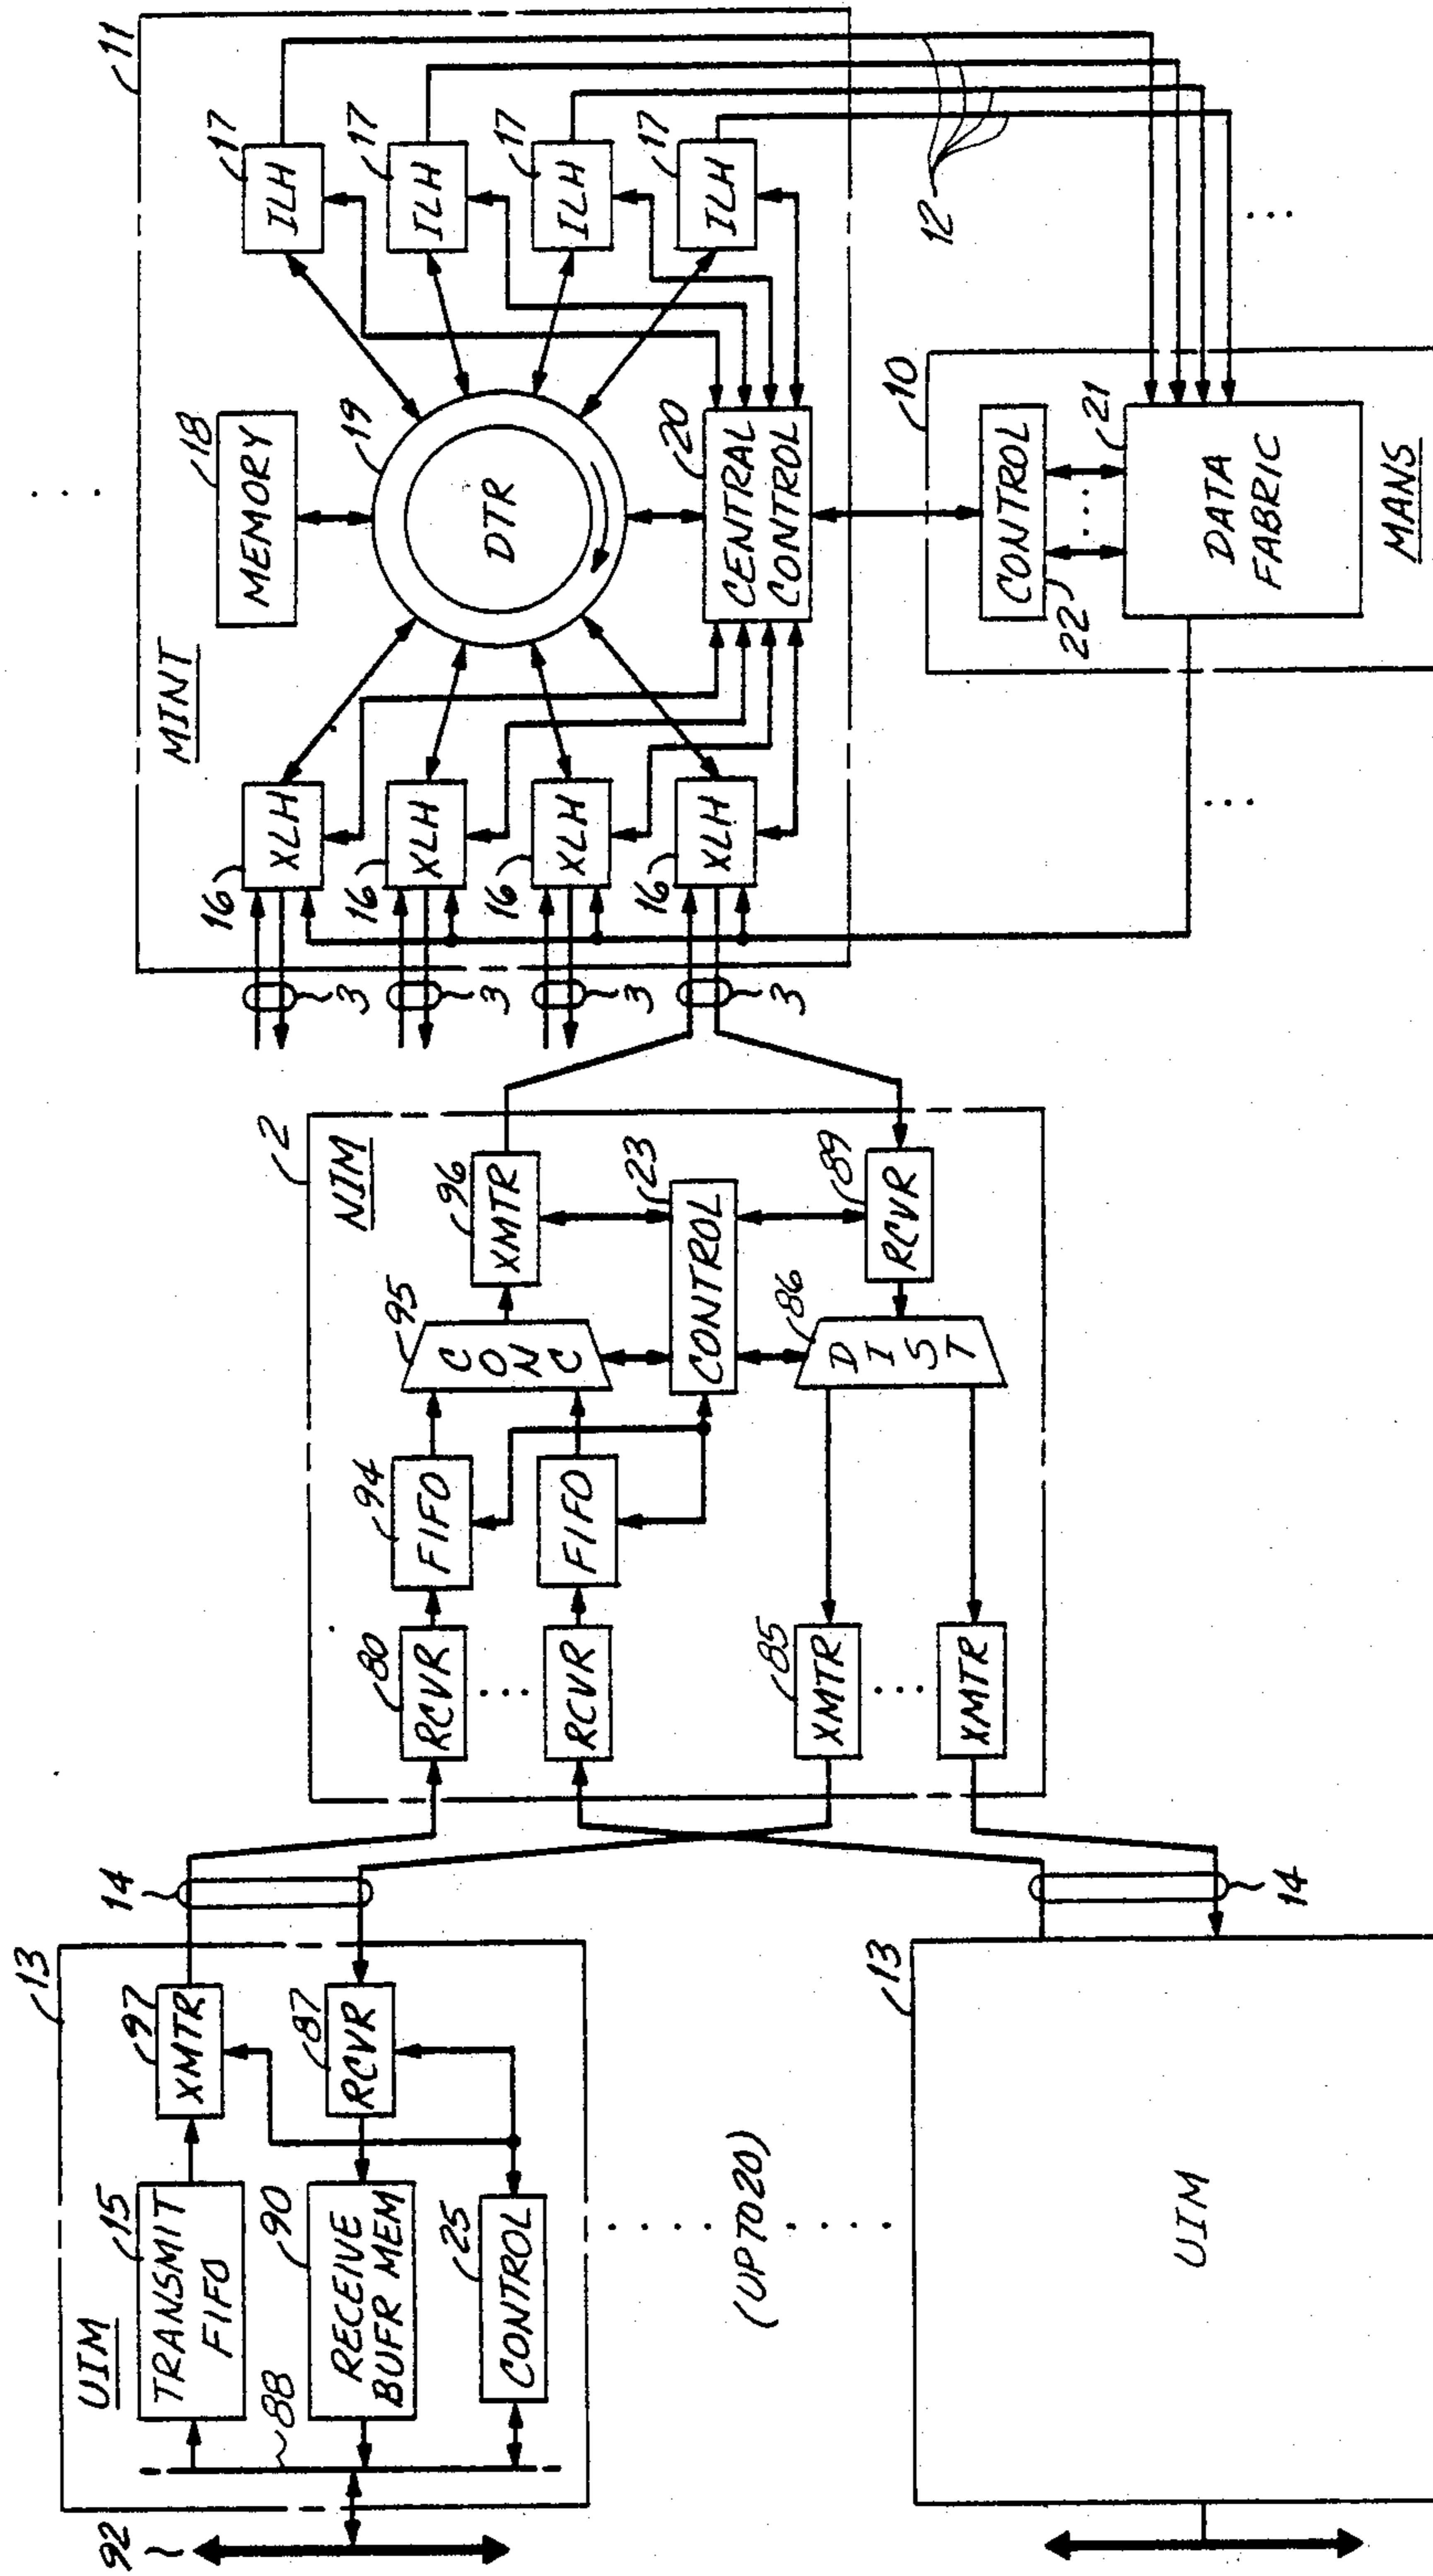 13
UIM
TRANSMIT
FIFO
15
XMTR
97
RECEIVE
BUFR MEM
90
RCVR
87
CONTROL
25
88
92
14
(UP TO 20)
13
UIM
14
2
NIM
RCVR
80
FIFO
94
C
O
N
C
95
XMTR
96
RCVR
FIFO
CONTROL
23
XMTR
85
D
I
S
T
86
RCVR
89
XMTR
3
3
3
3
11
MINT
XLH
16
XLH
16
XLH
16
XLH
16
MEMORY
18
DTR
19
CENTRAL
CONTROL
20
ILH
17
ILH
17
ILH
17
ILH
17
12
10
CONTROL
22
21
DATA
FABRIC
MANS